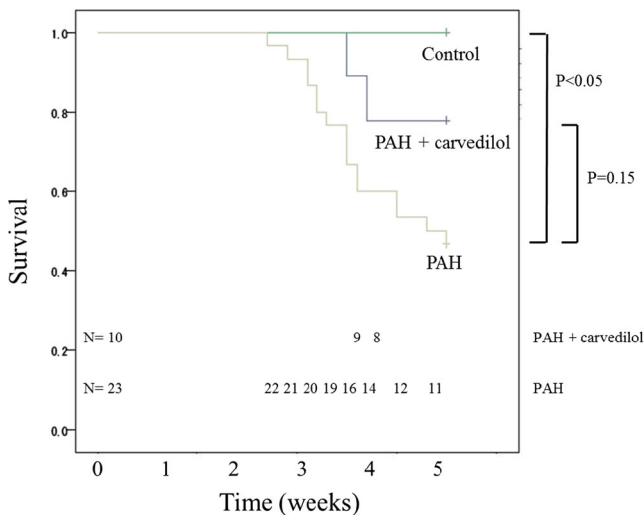 1.0
Control
P<0.05
0.8
PAH + carvedilol
P=0.15
0.6
Survival
PAH
0.4
N= 10 9 8 PAH + carvedilol
0.2
N= 23 22 21 20 19 16 14 12 11 PAH
0.0
0 1 2 3 4 5
Time (weeks)